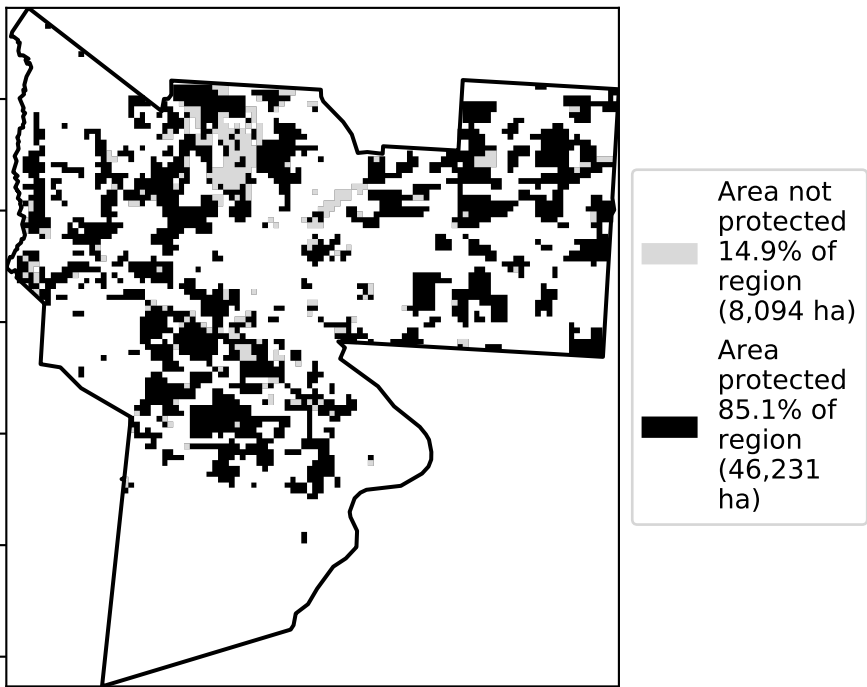 Area not
protected
14.9% of
region
(8,094 ha)
Area
protected
85.1% of
region
(46,231
ha)